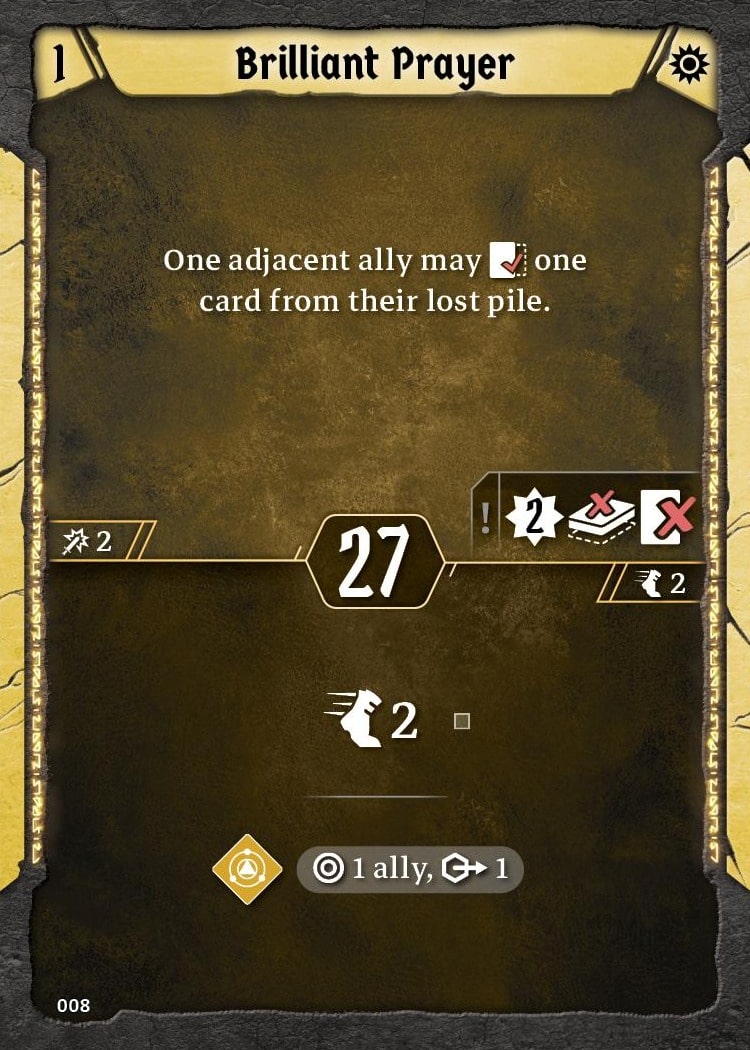 1
Brilliant Prayer
One adjacent ally may one
card from their lost pile.
2
27
! 2
2
2
1 ally, 1
008